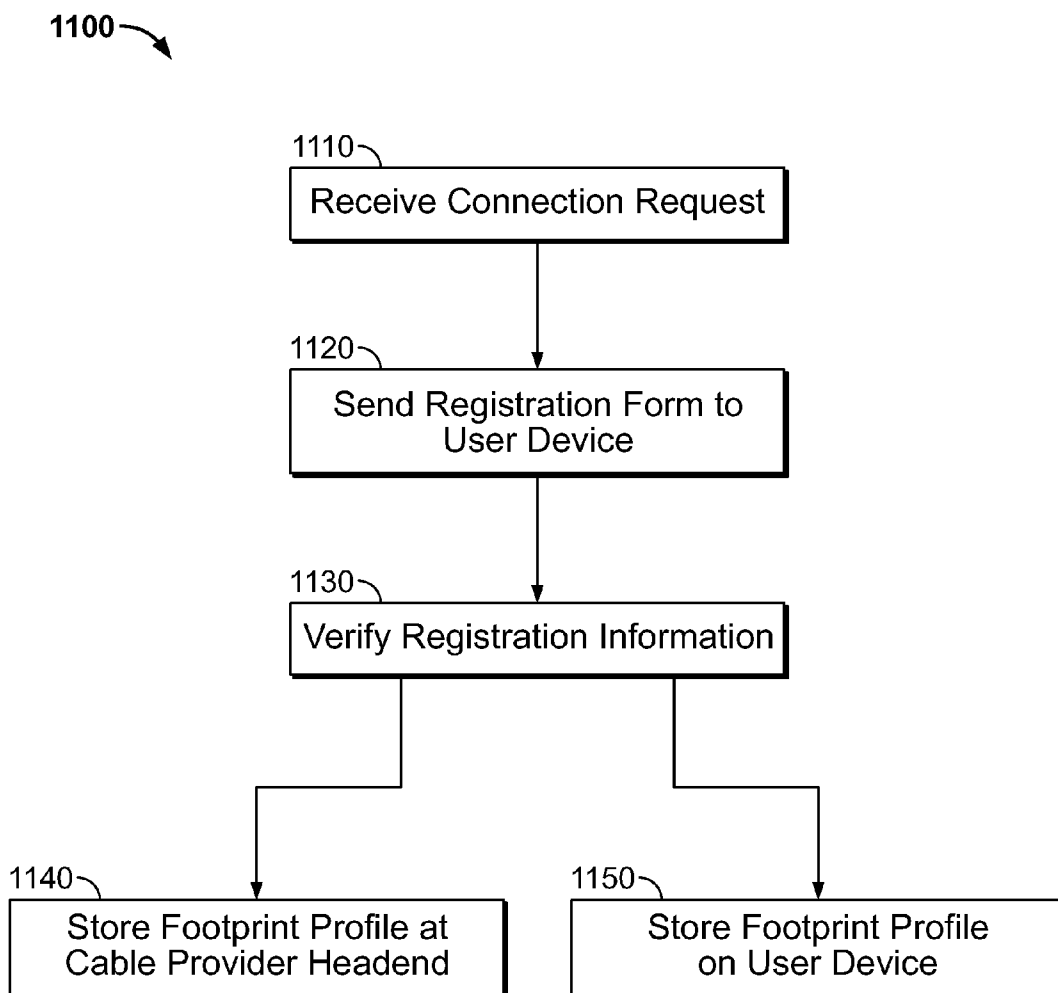 1100
1110
Receive Connection Request
1120
Send Registration Form to
User Device
1130
Verify Registration Information
1140
Store Footprint Profile at
Cable Provider Headend
1150
Store Footprint Profile
on User Device